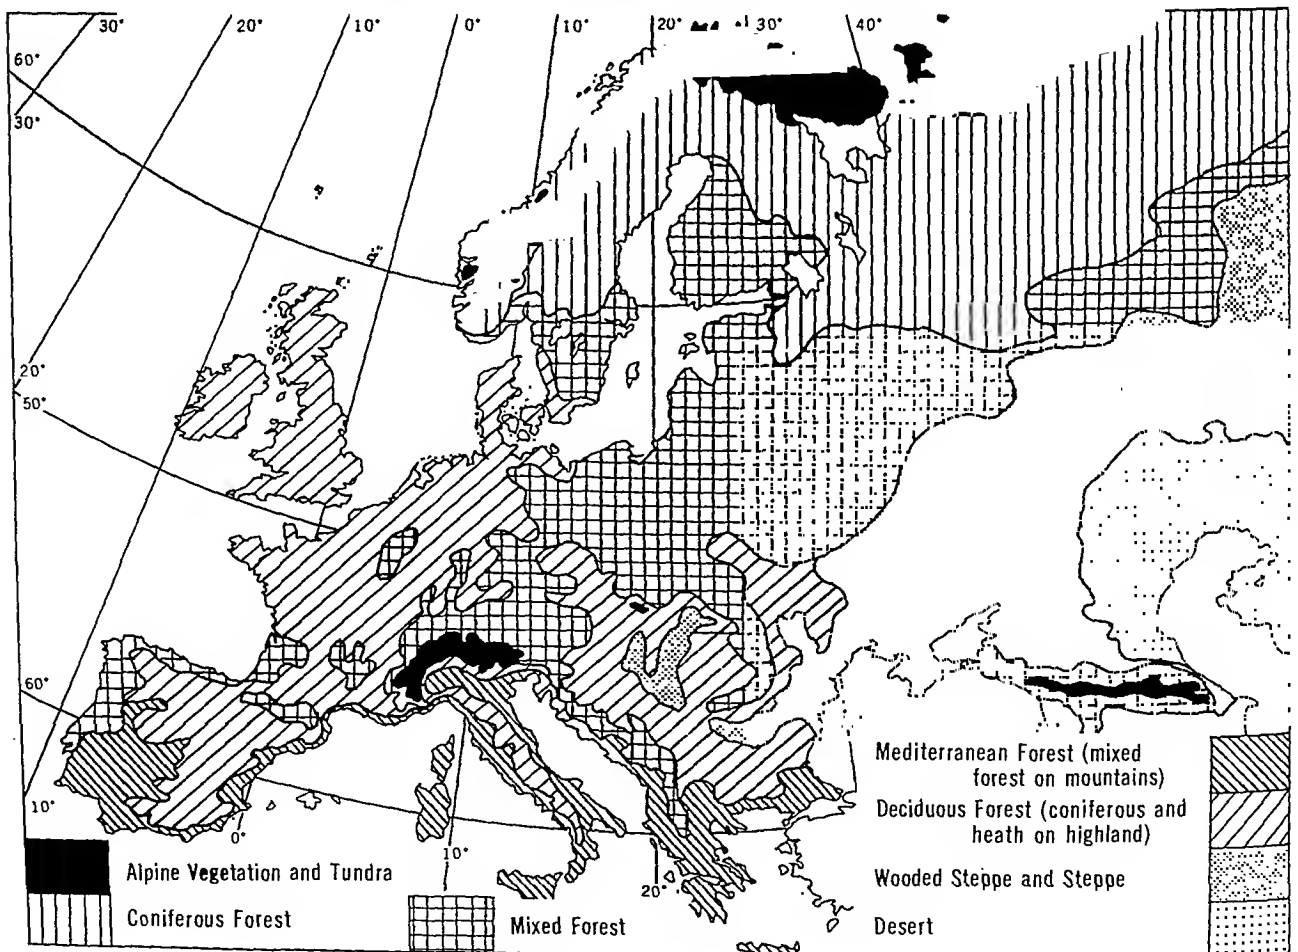 30°
20°
10°
0°
10°
20°
30°
40°
60°
30°
20°
50°
60°
10°
0°
10°
20°
Mediterranean Forest (mixed
forest on mountains)
Deciduous Forest (coniferous and
heath on highland)
Alpine Vegetation and Tundra
Wooded Steppe and Steppe
Coniferous Forest
Mixed Forest
Desert